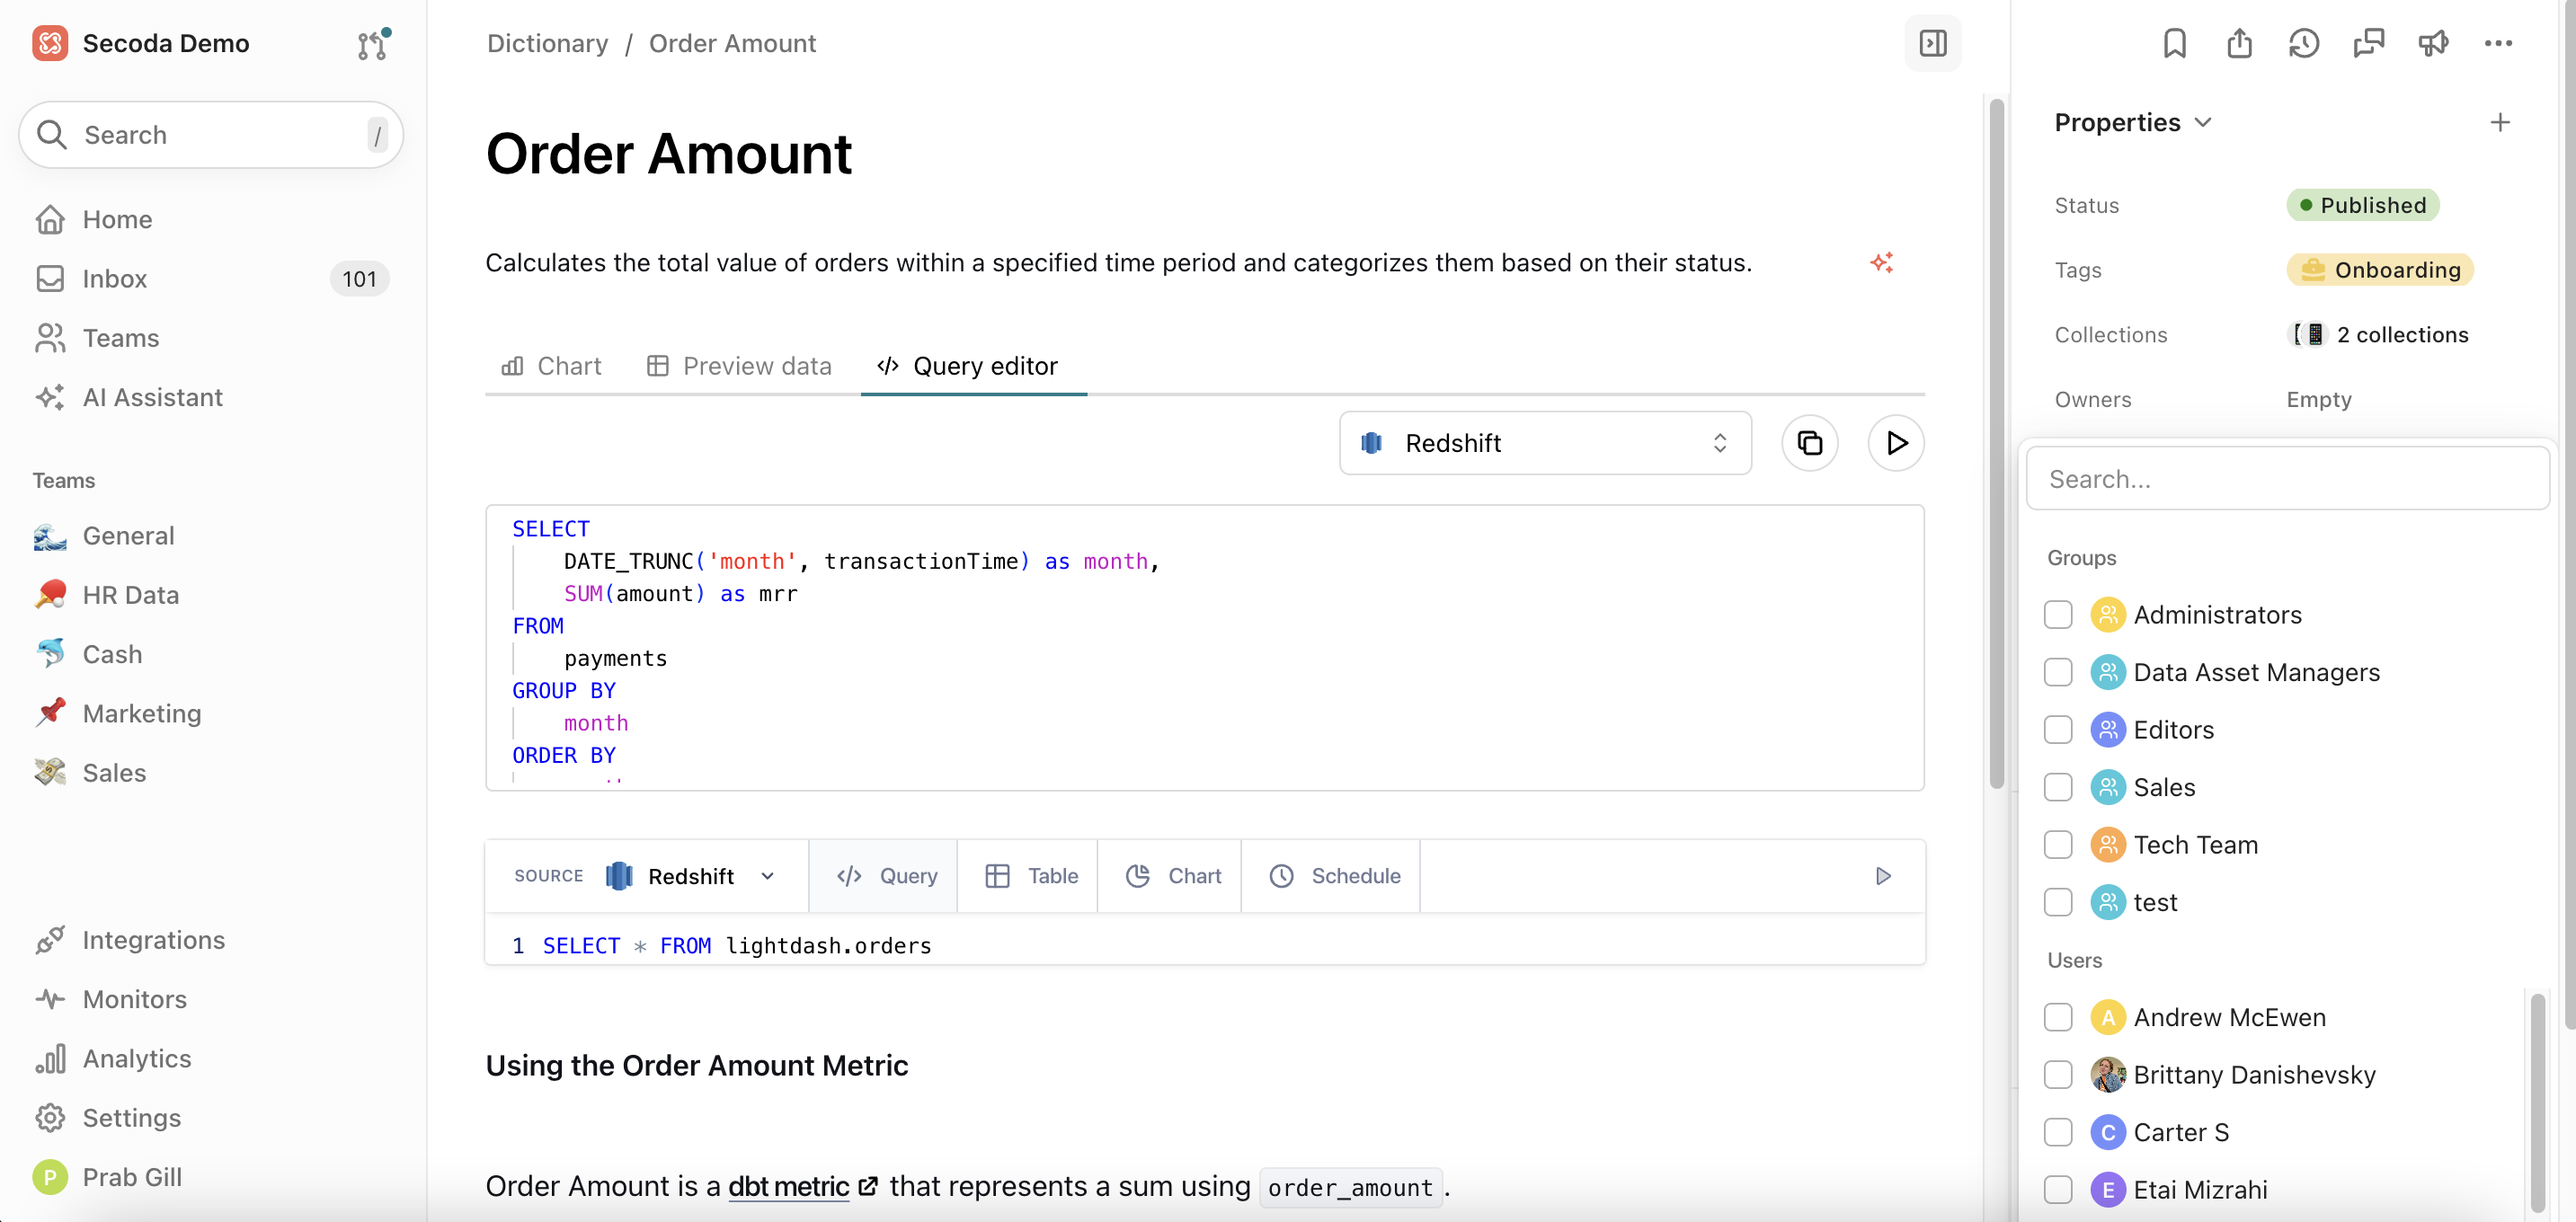 Secoda Demo
Search /
Home
Inbox 101
Teams
AI Assistant
Teams
General
HR Data
Cash
Marketing
Sales
Integrations
Monitors
Analytics
Settings
P Prab Gill
Dictionary / Order Amount
Order Amount
Calculates the total value of orders within a specified time period and categorizes them based on their status.
Chart Preview data Query editor
Redshift
SELECT
DATE_TRUNC('month', transactionTime) as month,
SUM(amount) as mrr
FROM
payments
GROUP BY
month
ORDER BY
SOURCE Redshift Query Table Chart Schedule
1 SELECT * FROM lightdash.orders
Using the Order Amount Metric
Order Amount is a dbt metric that represents a sum using order_amount.
Properties
Status Published
Tags Onboarding
Collections 2 collections
Owners Empty
Search...
Groups
Administrators
Data Asset Managers
Editors
Sales
Tech Team
test
Users
A Andrew McEwen
Brittany Danishevsky
C Carter S
E Etai Mizrahi